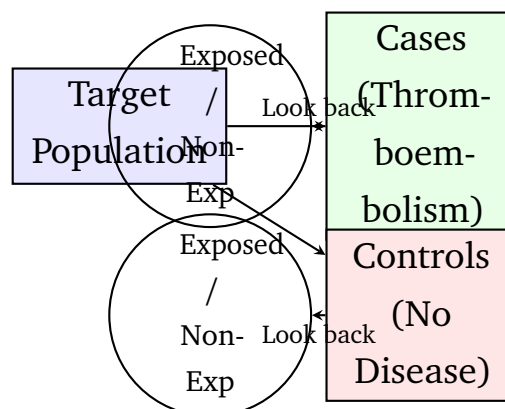 Target
Population
Exposed
/
Non-
Exp
Look back
Cases
(Throm-
boem-
bolism)
Exposed
/
Non-
Exp
Look back
Controls
(No
Disease)